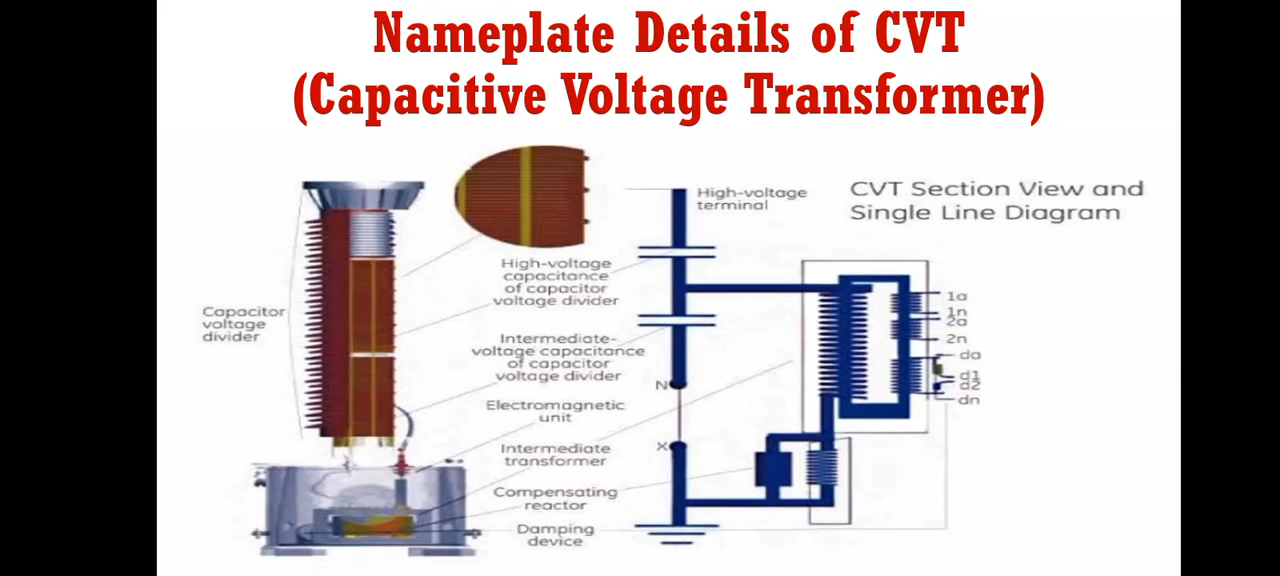 Nameplate Details of CVT
(Capacitive Voltage Transformer)
CVT Section View and
Single Line Diagram
High-voltage
terminal
High-voltage
capacitance
of capacitor
voltage divider
Capacitor
voltage
divider
Intermediate-
voltage capacitance
of capacitor
voltage divider
Electromagnetic
unit
Intermediate
transformer
Compensating
reactor
Damping
device
N
X
1a
1n
2a
2n
da
d1
d2
dn